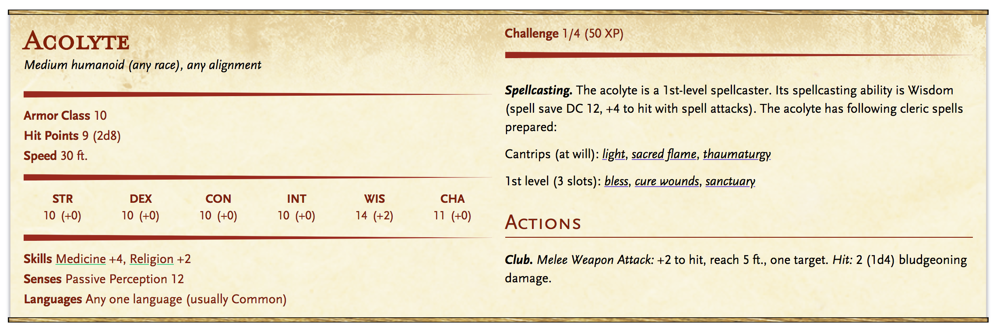 Acolyte
Medium humanoid (any race), any alignment
Armor Class 10
Hit Points 9 (2d8)
Speed 30 ft.
STR DEX CON INT WIS CHA
10 (+0) 10 (+0) 10 (+0) 10 (+0) 14 (+2) 11 (+0)
Skills Medicine +4, Religion +2
Senses Passive Perception 12
Languages Any one language (usually Common)
Challenge 1/4 (50 XP)
Spellcasting. The acolyte is a 1st-level spellcaster. Its spellcasting ability is Wisdom
(spell save DC 12, +4 to hit with spell attacks). The acolyte has following cleric spells
prepared:
Cantrips (at will): light, sacred flame, thaumaturgy
1st level (3 slots): bless, cure wounds, sanctuary
Actions
Club. Melee Weapon Attack: +2 to hit, reach 5 ft., one target. Hit: 2 (1d4) bludgeoning
damage.